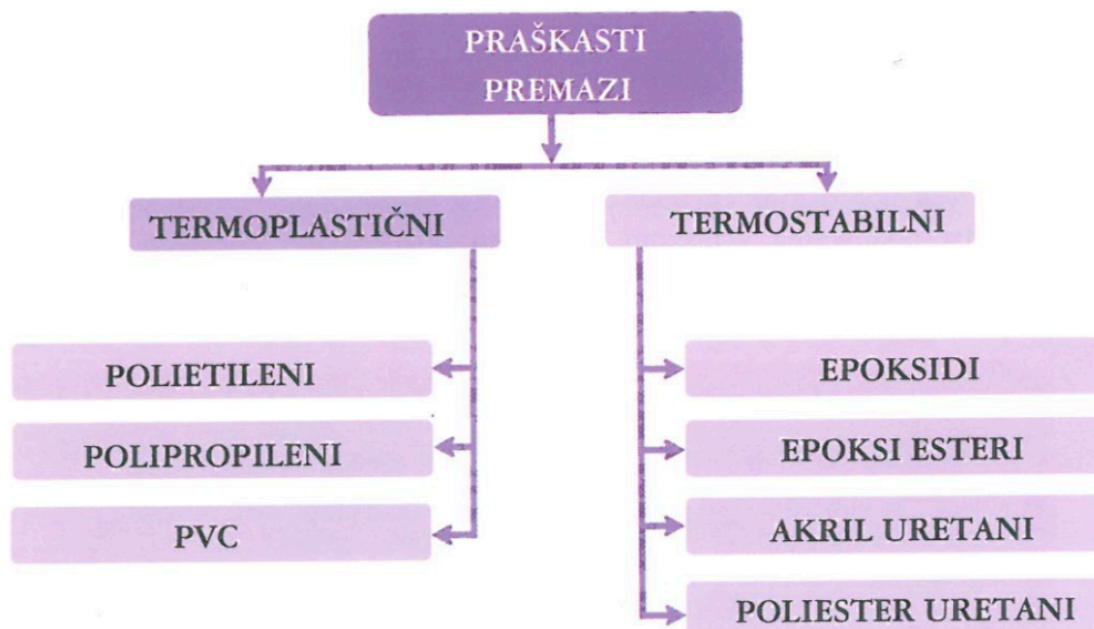 PRAŠKASTI
PREMAZI
TERMOPLASTIČNI
TERMOSTABILNI
POLIETILENI
POLIPROPILENI
PVC
EPOKSIDI
EPOKSI ESTERI
AKRIL URETANI
POLIESTER URETANI